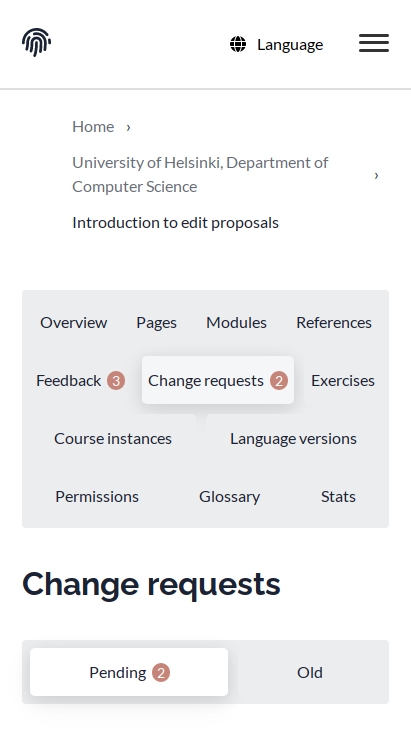 Language
Home ›
University of Helsinki, Department of
Computer Science ›
Introduction to edit proposals
Overview Pages Modules References
Feedback 3 Change requests 2 Exercises
Course instances Language versions
Permissions Glossary Stats
Change requests
Pending 2 Old